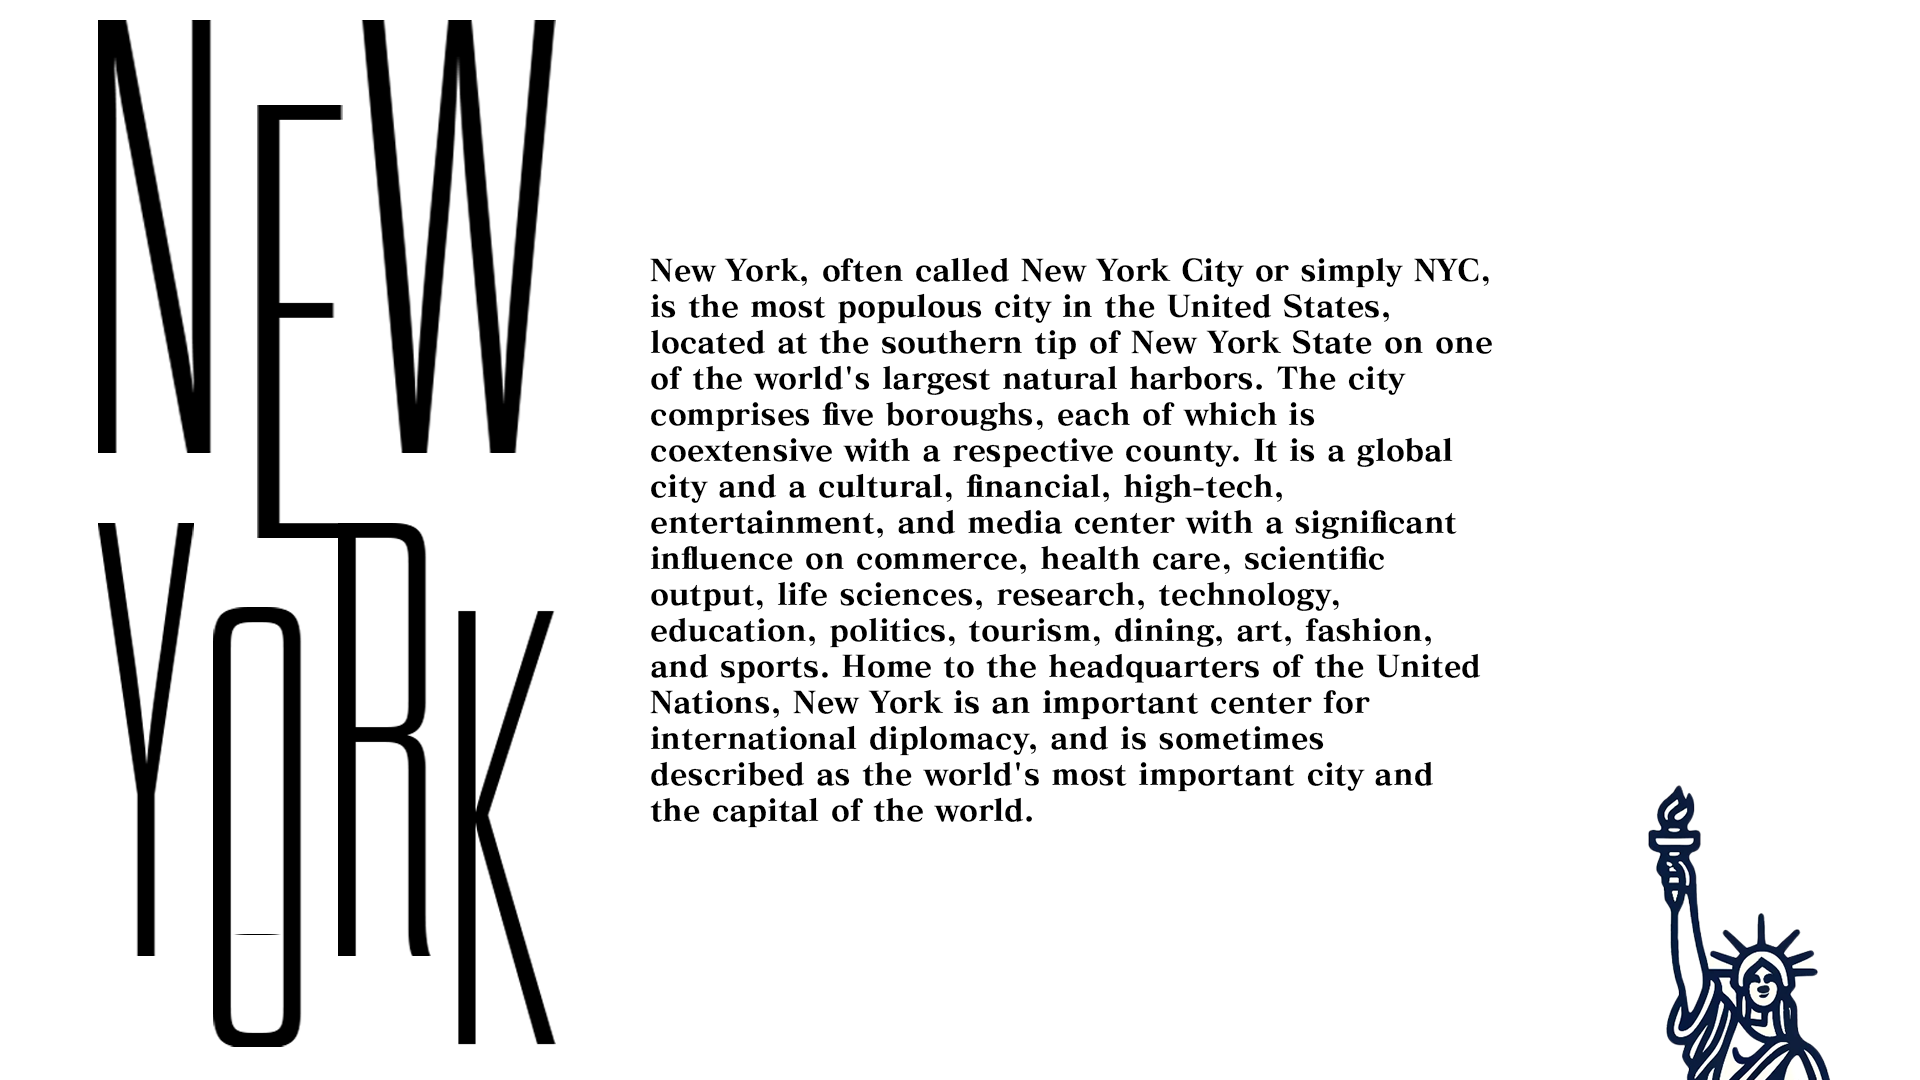 NEW
YORK
New York, often called New York City or simply NYC,
is the most populous city in the United States,
located at the southern tip of New York State on one
of the world's largest natural harbors. The city
comprises five boroughs, each of which is
coextensive with a respective county. It is a global
city and a cultural, financial, high-tech,
entertainment, and media center with a significant
influence on commerce, health care, scientific
output, life sciences, research, technology,
education, politics, tourism, dining, art, fashion,
and sports. Home to the headquarters of the United
Nations, New York is an important center for
international diplomacy, and is sometimes
described as the world's most important city and
the capital of the world.